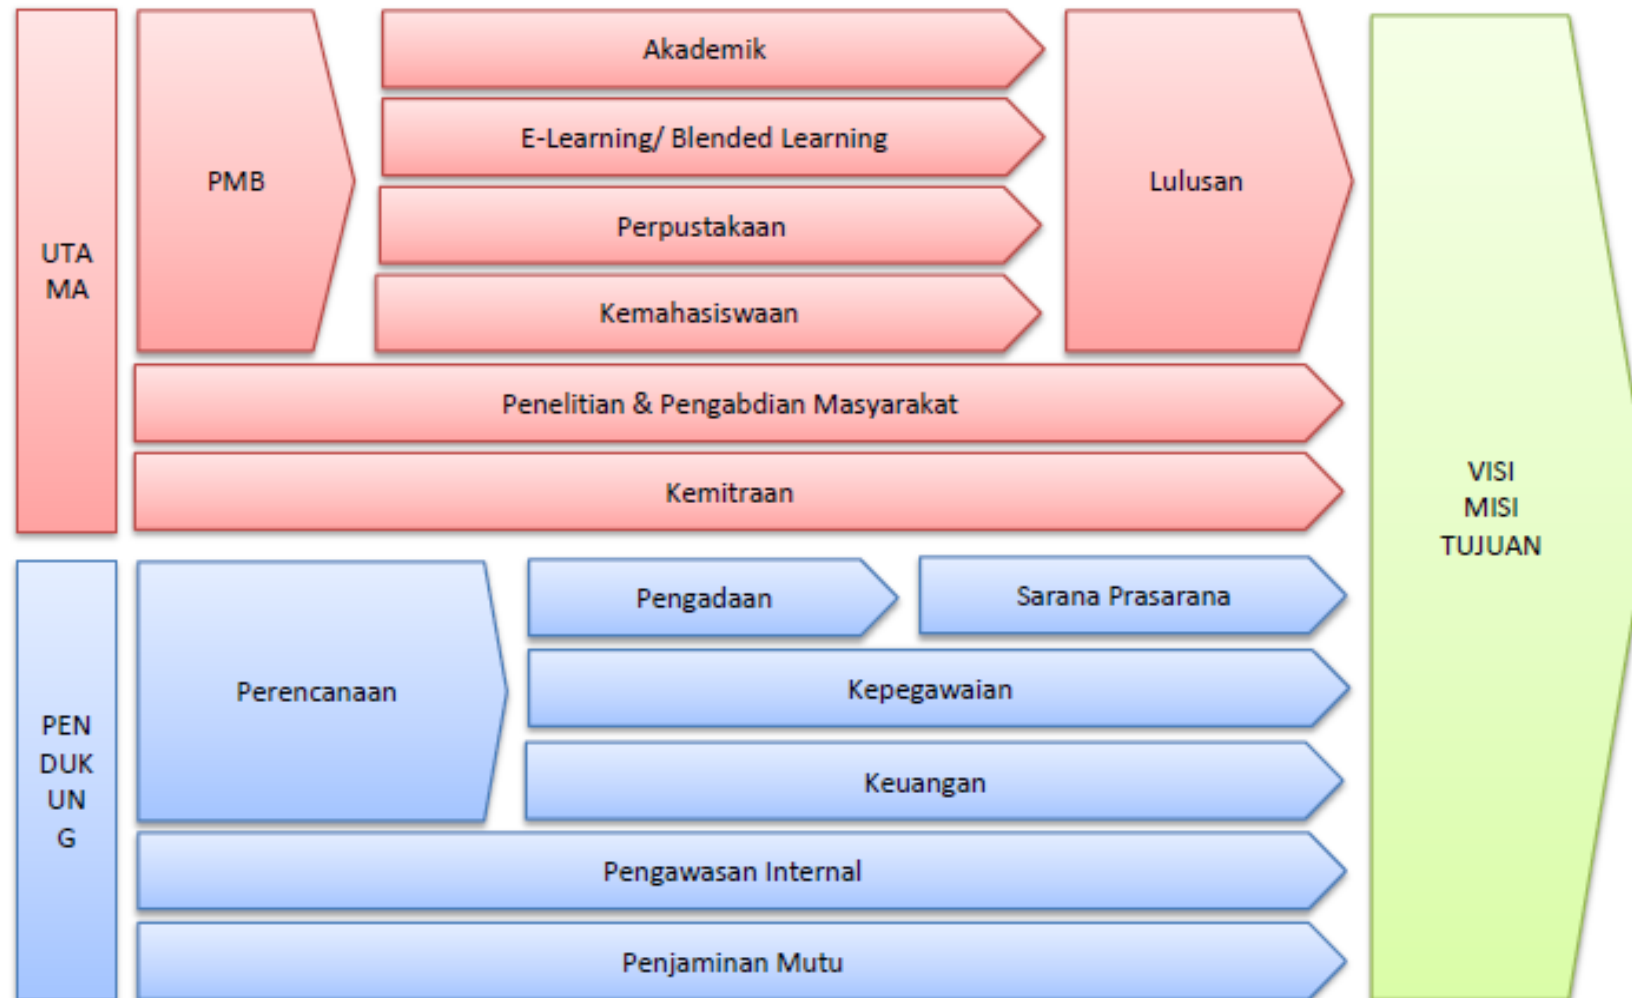 UTA
MA
PMB
Akademik
E-Learning/ Blended Learning
Perpustakaan
Kemahasiswaan
Lulusan
Penelitian & Pengabdian Masyarakat
Kemitraan
PEN
DUK
UN
G
Perencanaan
Pengadaan
Sarana Prasarana
Kepegawaian
Keuangan
Pengawasan Internal
Penjaminan Mutu
VISI
MISI
TUJUAN